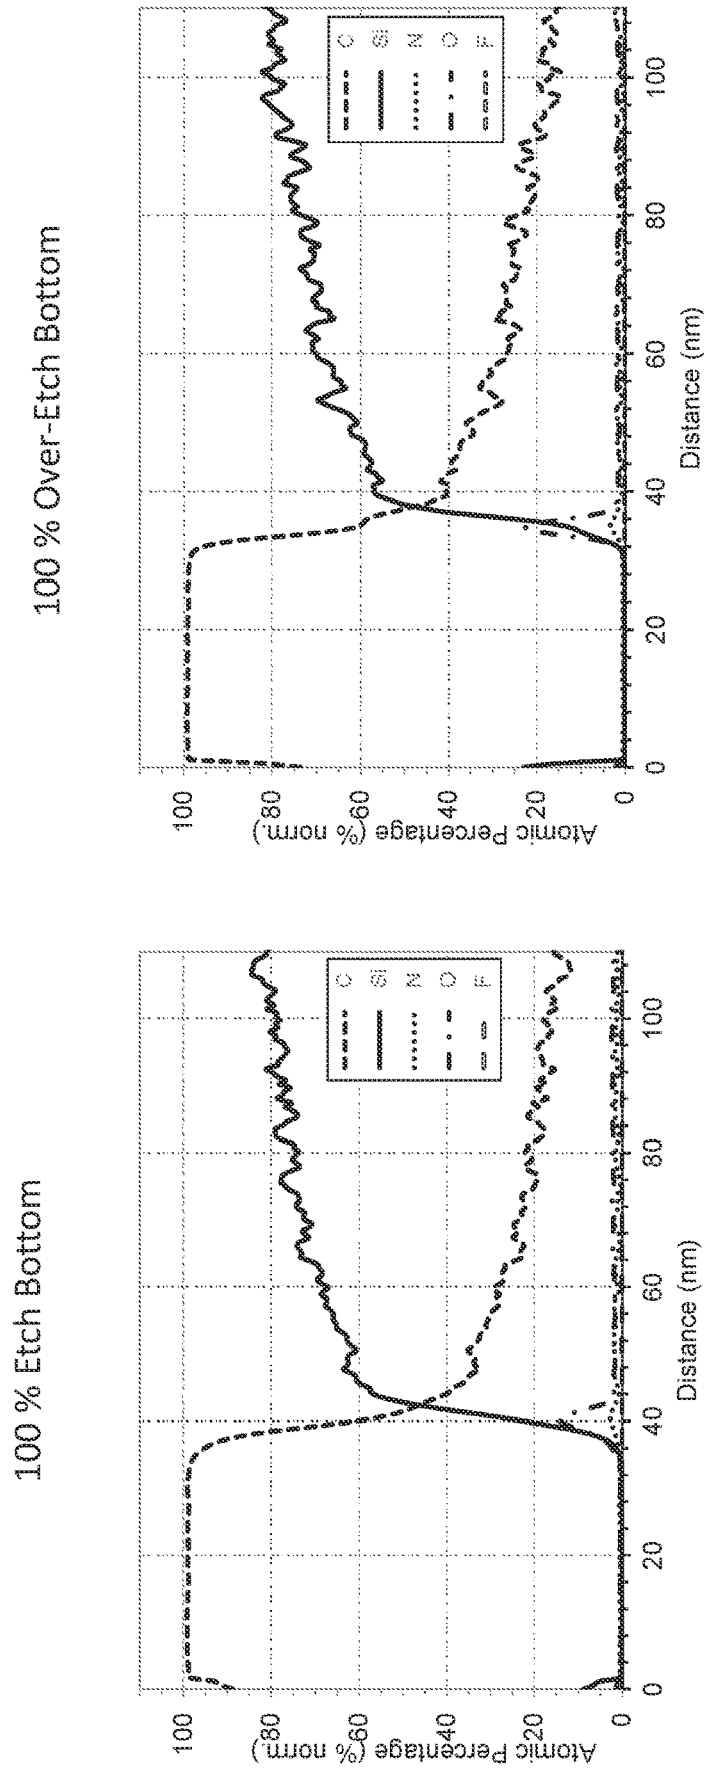 100 % Etch Bottom
100
80
60
40
20
0
Atomic Percentage (% norm.)
0
20
40
60
80
100
Distance (nm)
C
Si
N
O
F
100 % Over-Etch Bottom
100
80
60
40
20
0
Atomic Percentage (% norm.)
0
20
40
60
80
100
Distance (nm)
C
Si
N
O
F